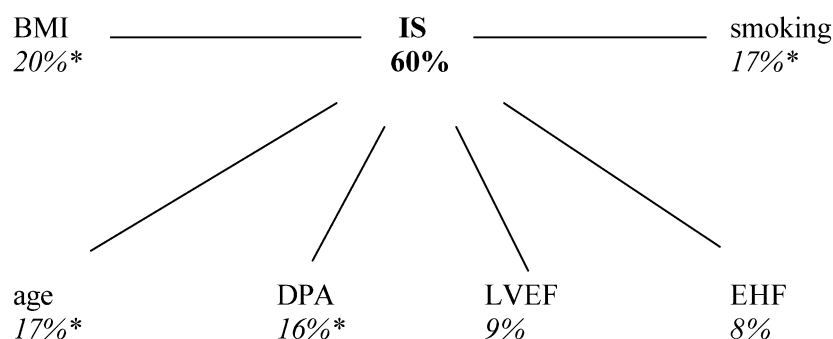 BMI
20%*
IS
60%
smoking
17%*
age
17%*
DPA
16%*
LVEF
9%
EHF
8%